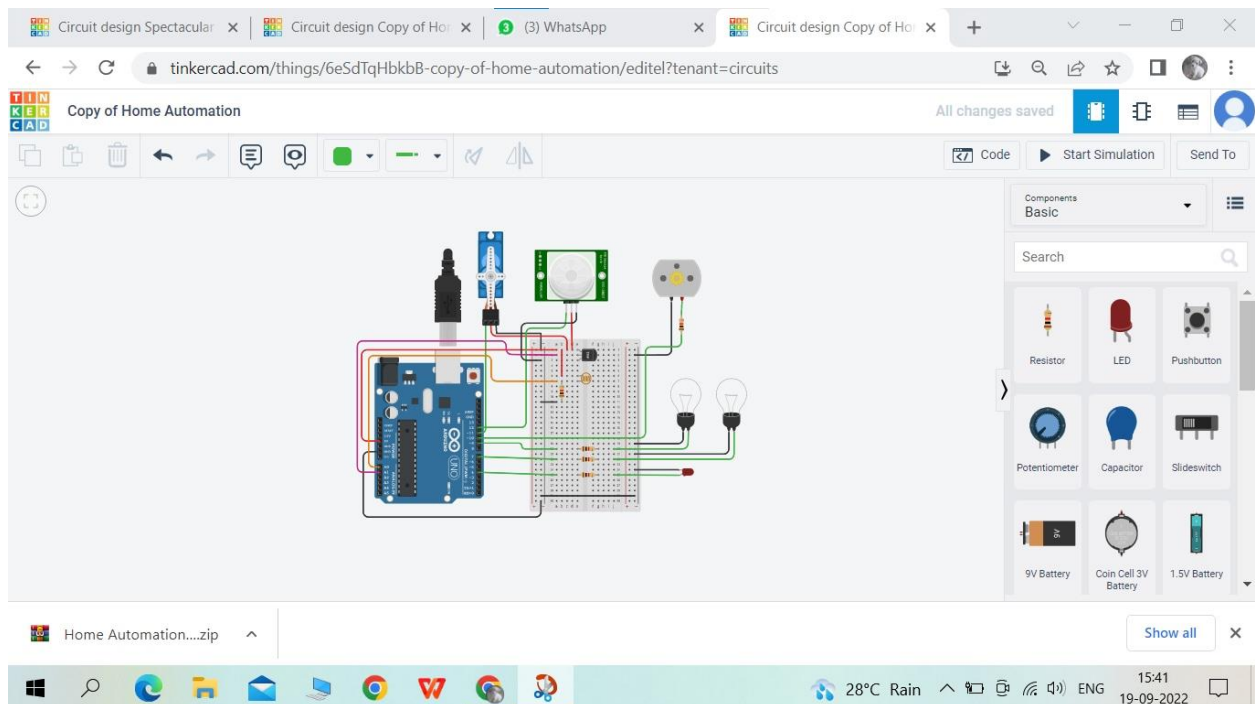 Circuit design Spectacular
Circuit design Copy of Hor
3 (3) WhatsApp
Circuit design Copy of Hor
tinkercad.com/things/6eSdTqHbkbB-copy-of-home-automation/editel?tenant=circuits
TIN
KER
CAD
Copy of Home Automation
All changes saved
Code
Start Simulation
Send To
Components
Basic
Search
Resistor
LED
Pushbutton
Potentiometer
Capacitor
Slideswitch
9V Battery
Coin Cell 3V
Battery
1.5V Battery
UNO
ARDUINO
Home Automation....zip
Show all
28°C Rain
ENG
15:41
19-09-2022